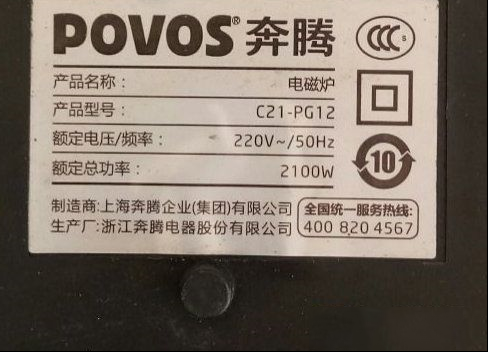 POVOS® 奔腾
CCC S
产品名称: 电磁炉
产品型号: C21-PG12
额定电压/频率: 220V~/50Hz
额定总功率: 2100W
10
制造商:上海奔腾企业(集团)有限公司
生产厂:浙江奔腾电器股份有限公司
全国统一服务热线:
400 820 4567